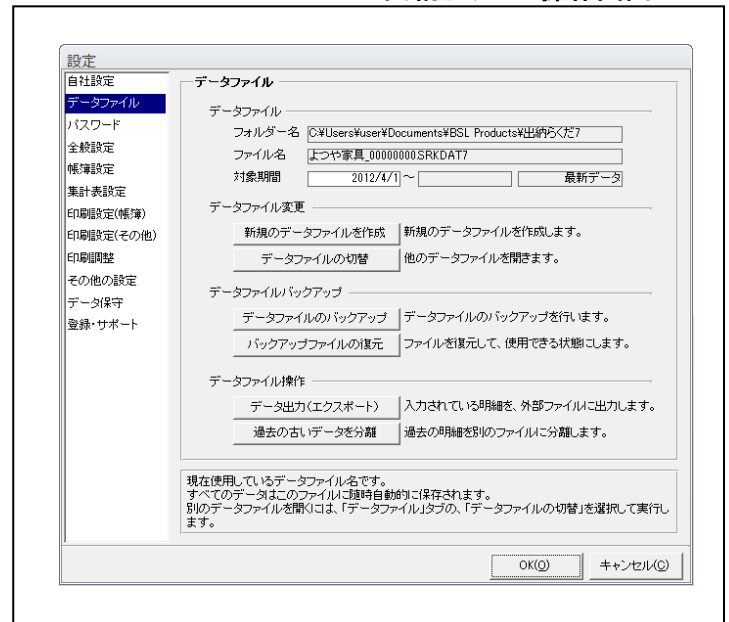 設定
自社設定
データファイル
パスワード
全般設定
帳簿設定
集計表設定
印刷設定(帳簿)
印刷設定(その他)
印刷調整
その他の設定
データ保守
登録・サポート
データファイル
データファイル
フォルダー名 C:¥Users¥user¥Documents¥BSL Products¥出納らくだ7
ファイル名 よつや家具_00000000.SRKDAT7
対象期間 2012/4/1 ～ 最新データ
データファイル変更
新規のデータファイルを作成 新規のデータファイルを作成します。
データファイルの切替 他のデータファイルを開きます。
データファイルバックアップ
データファイルのバックアップ データファイルのバックアップを行います。
バックアップファイルの復元 ファイルを復元して、使用できる状態にします。
データファイル操作
データ出力(エクスポート) 入力されている明細を、外部ファイルに出力します。
過去の古いデータを分離 過去の明細を別のファイルに分離します。
現在使用しているデータファイル名です。
すべてのデータはこのファイルに随時自動的に保存されます。
別のデータファイルを開くには、「データファイル」タブの、「データファイルの切替」を選択して実行し
ます。
OK(O) キャンセル(C)